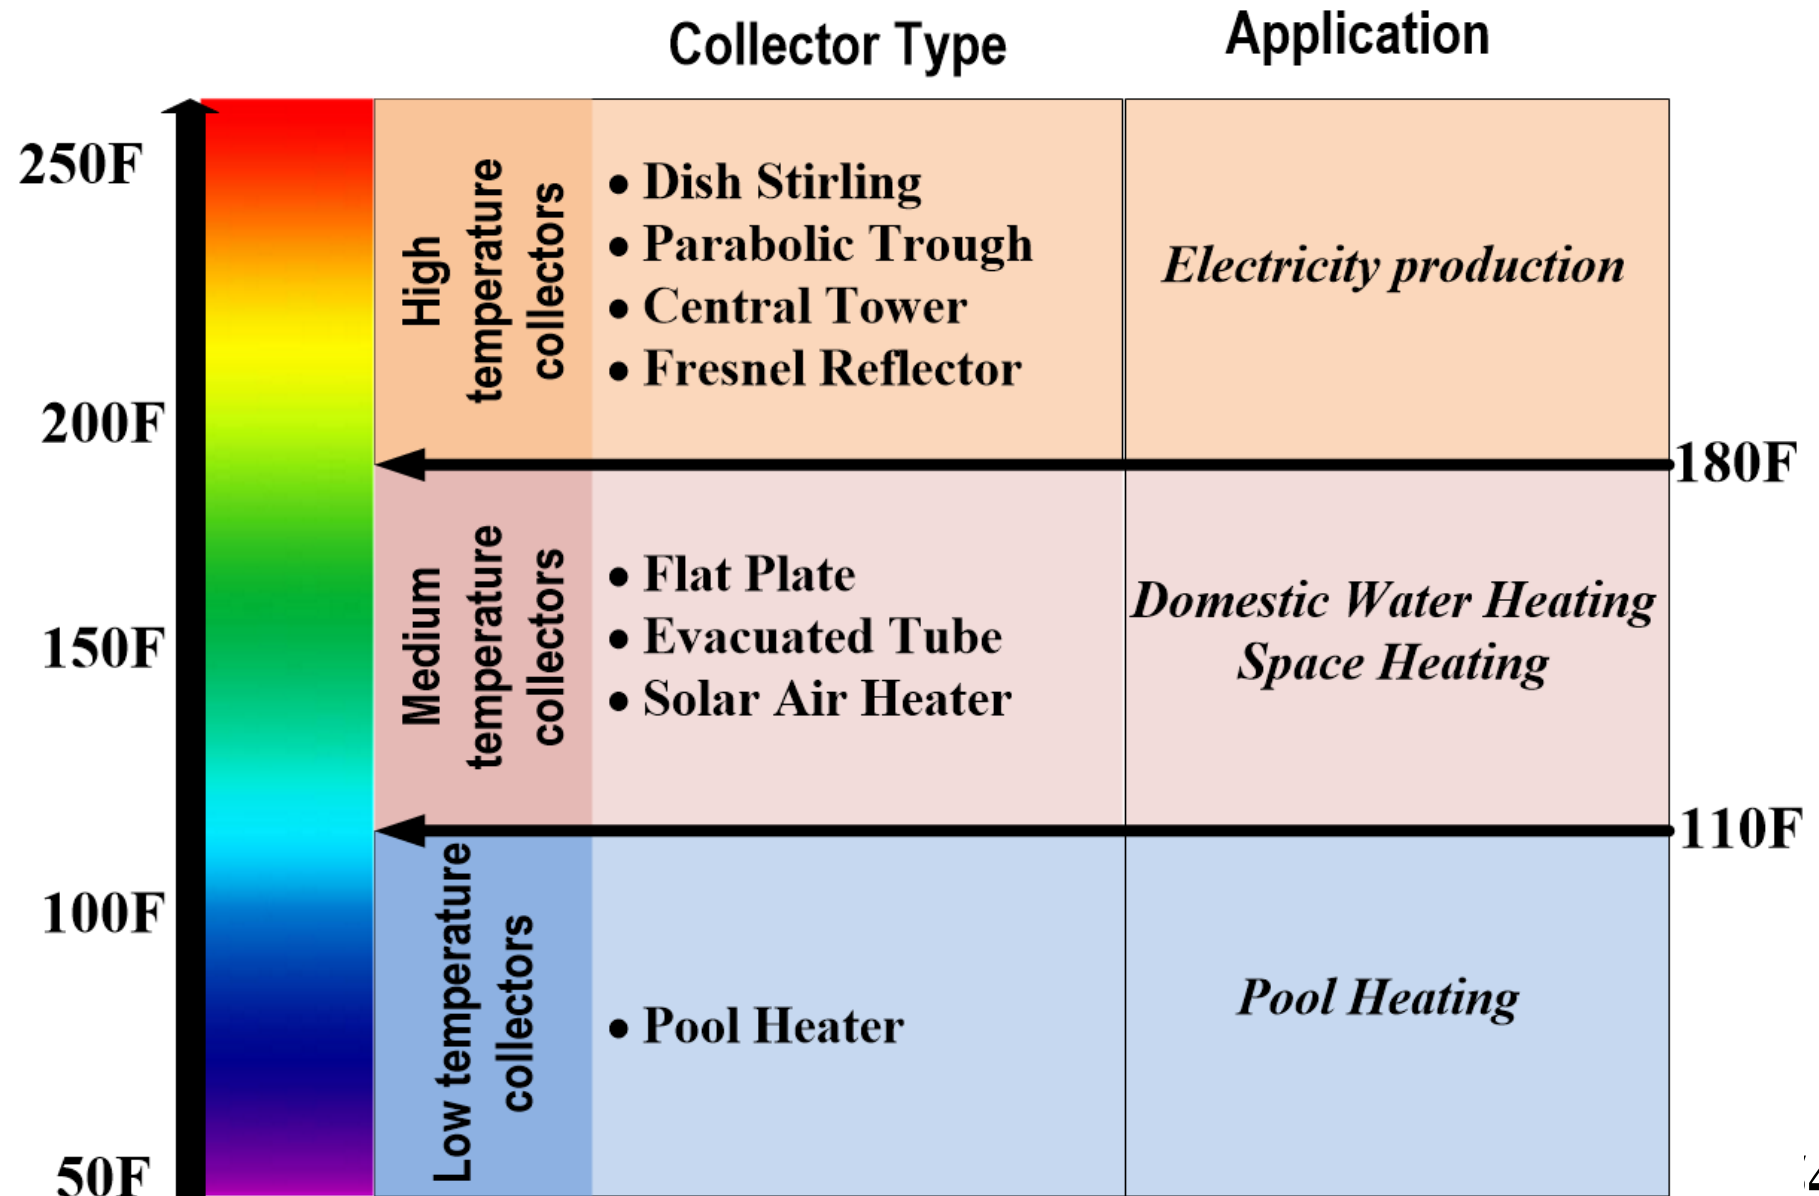 Collector Type
Application
250F
200F
150F
100F
50F
High
temperature
collectors
• Dish Stirling
• Parabolic Trough
• Central Tower
• Fresnel Reflector
Electricity production
180F
Medium
temperature
collectors
• Flat Plate
• Evacuated Tube
• Solar Air Heater
Domestic Water Heating
Space Heating
110F
Low temperature
collectors
• Pool Heater
Pool Heating